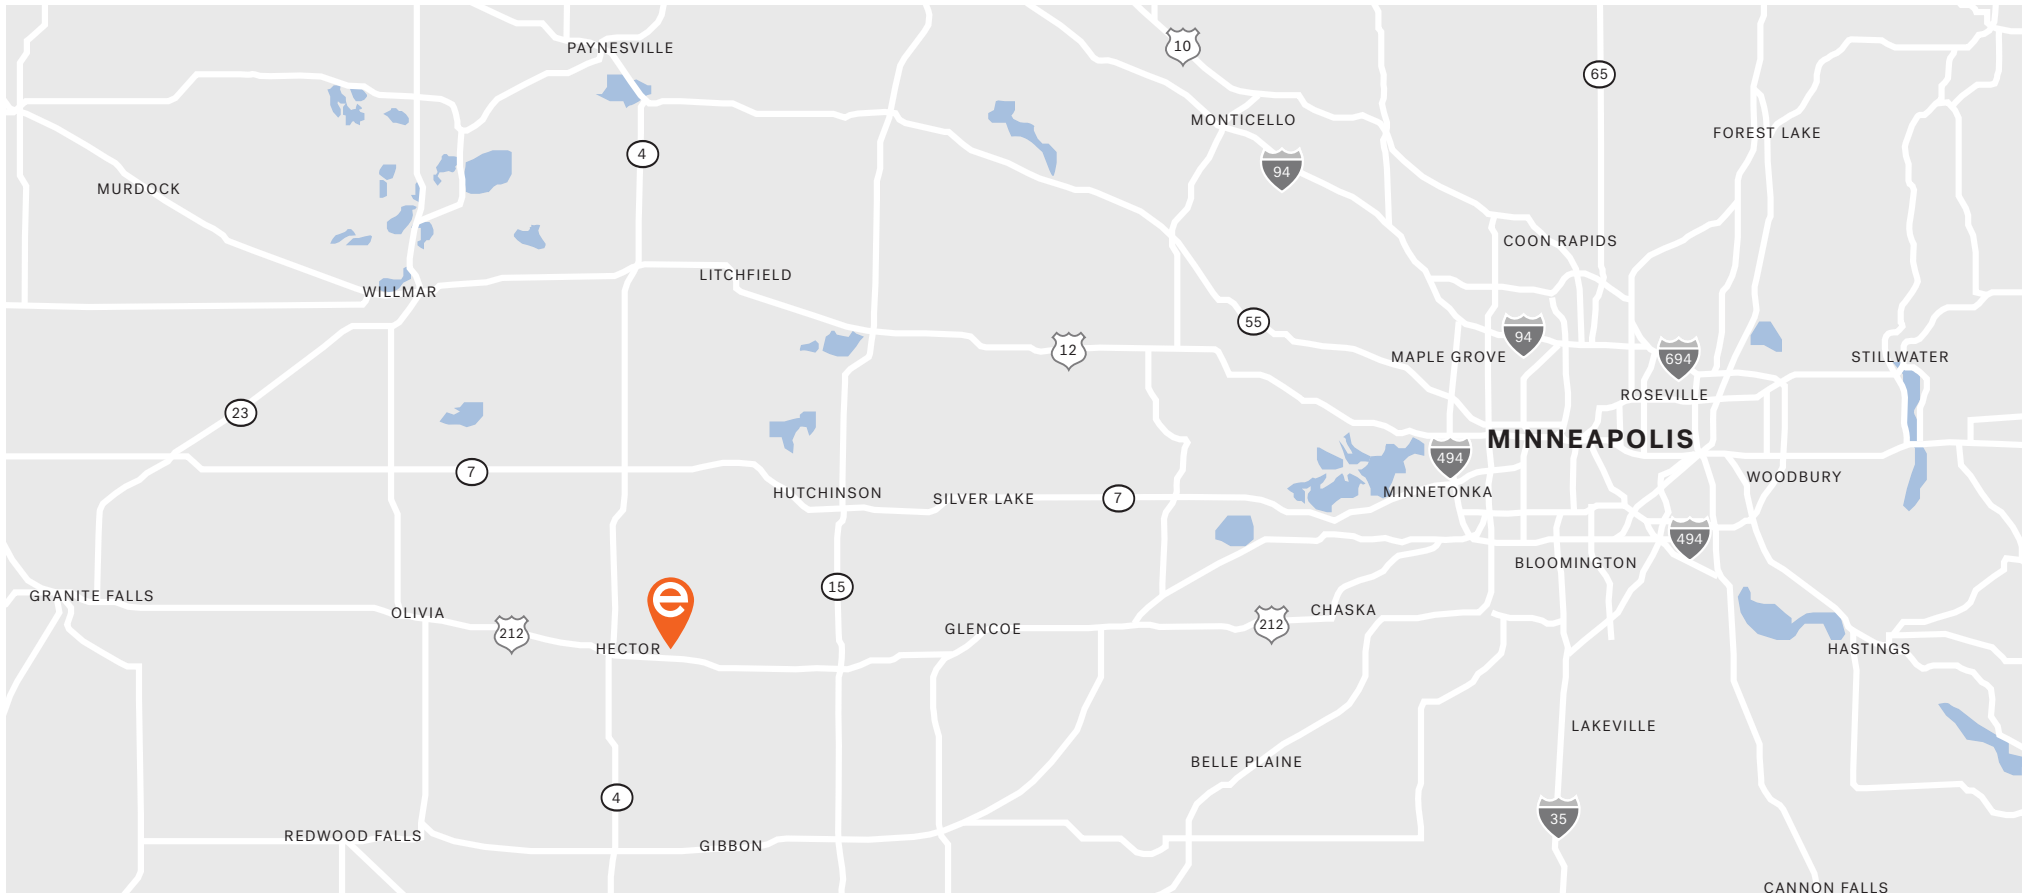 PAYNESVILLE
10
65
MONTICELLO
FOREST LAKE
4
94
MURDOCK
COON RAPIDS
LITCHFIELD
WILLMAR
55
94
12
MAPLE GROVE
694
STILLWATER
ROSEVILLE
23
MINNEAPOLIS
494
7
WOODBURY
HUTCHINSON
SILVER LAKE
7
MINNETONKA
494
BLOOMINGTON
15
GRANITE FALLS
e
OLIVIA
CHASKA
212
GLENCOE
212
HECTOR
HASTINGS
LAKEVILLE
BELLE PLAINE
4
35
REDWOOD FALLS
GIBBON
CANNON FALLS